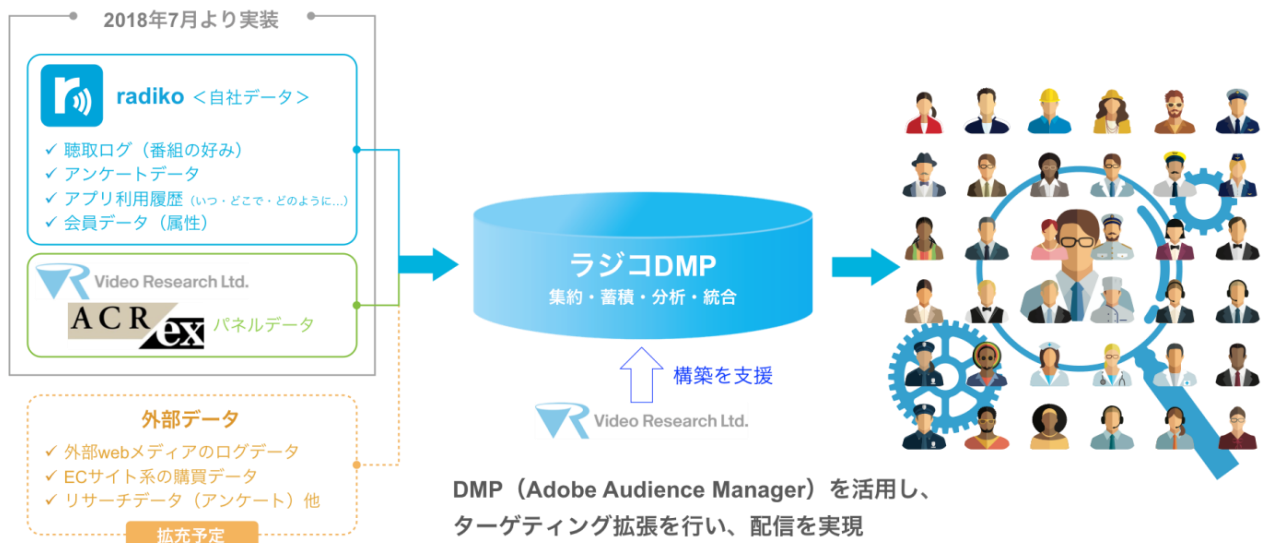 2018年7月より実装
radiko ＜自社データ＞
✓ 聴取ログ（番組の好み）
✓ アンケートデータ
✓ アプリ利用履歴（いつ・どこで・どのように…）
✓ 会員データ（属性）
Video Research Ltd.
ACR
ex
パネルデータ
外部データ
✓ 外部webメディアのログデータ
✓ ECサイト系の購買データ
✓ リサーチデータ（アンケート）他
拡充予定
ラジコDMP
集約・蓄積・分析・統合
構築を支援
Video Research Ltd.
DMP（Adobe Audience Manager）を活用し、
ターゲティング拡張を行い、配信を実現